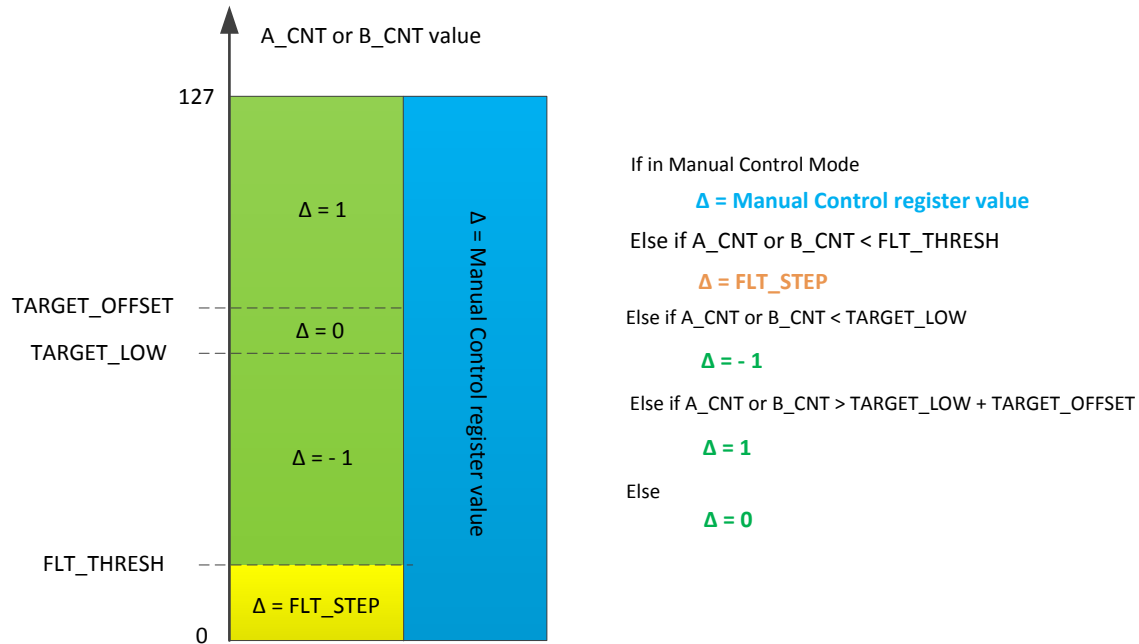 A_CNT or B_CNT value
127
Δ = 1
TARGET_OFFSET
Δ = 0
TARGET_LOW
Δ = - 1
FLT_THRESH
Δ = FLT_STEP
0
Δ = Manual Control register value
If in Manual Control Mode
Δ = Manual Control register value
Else if A_CNT or B_CNT < FLT_THRESH
Δ = FLT_STEP
Else if A_CNT or B_CNT < TARGET_LOW
Δ = - 1
Else if A_CNT or B_CNT > TARGET_LOW + TARGET_OFFSET
Δ = 1
Else
Δ = 0